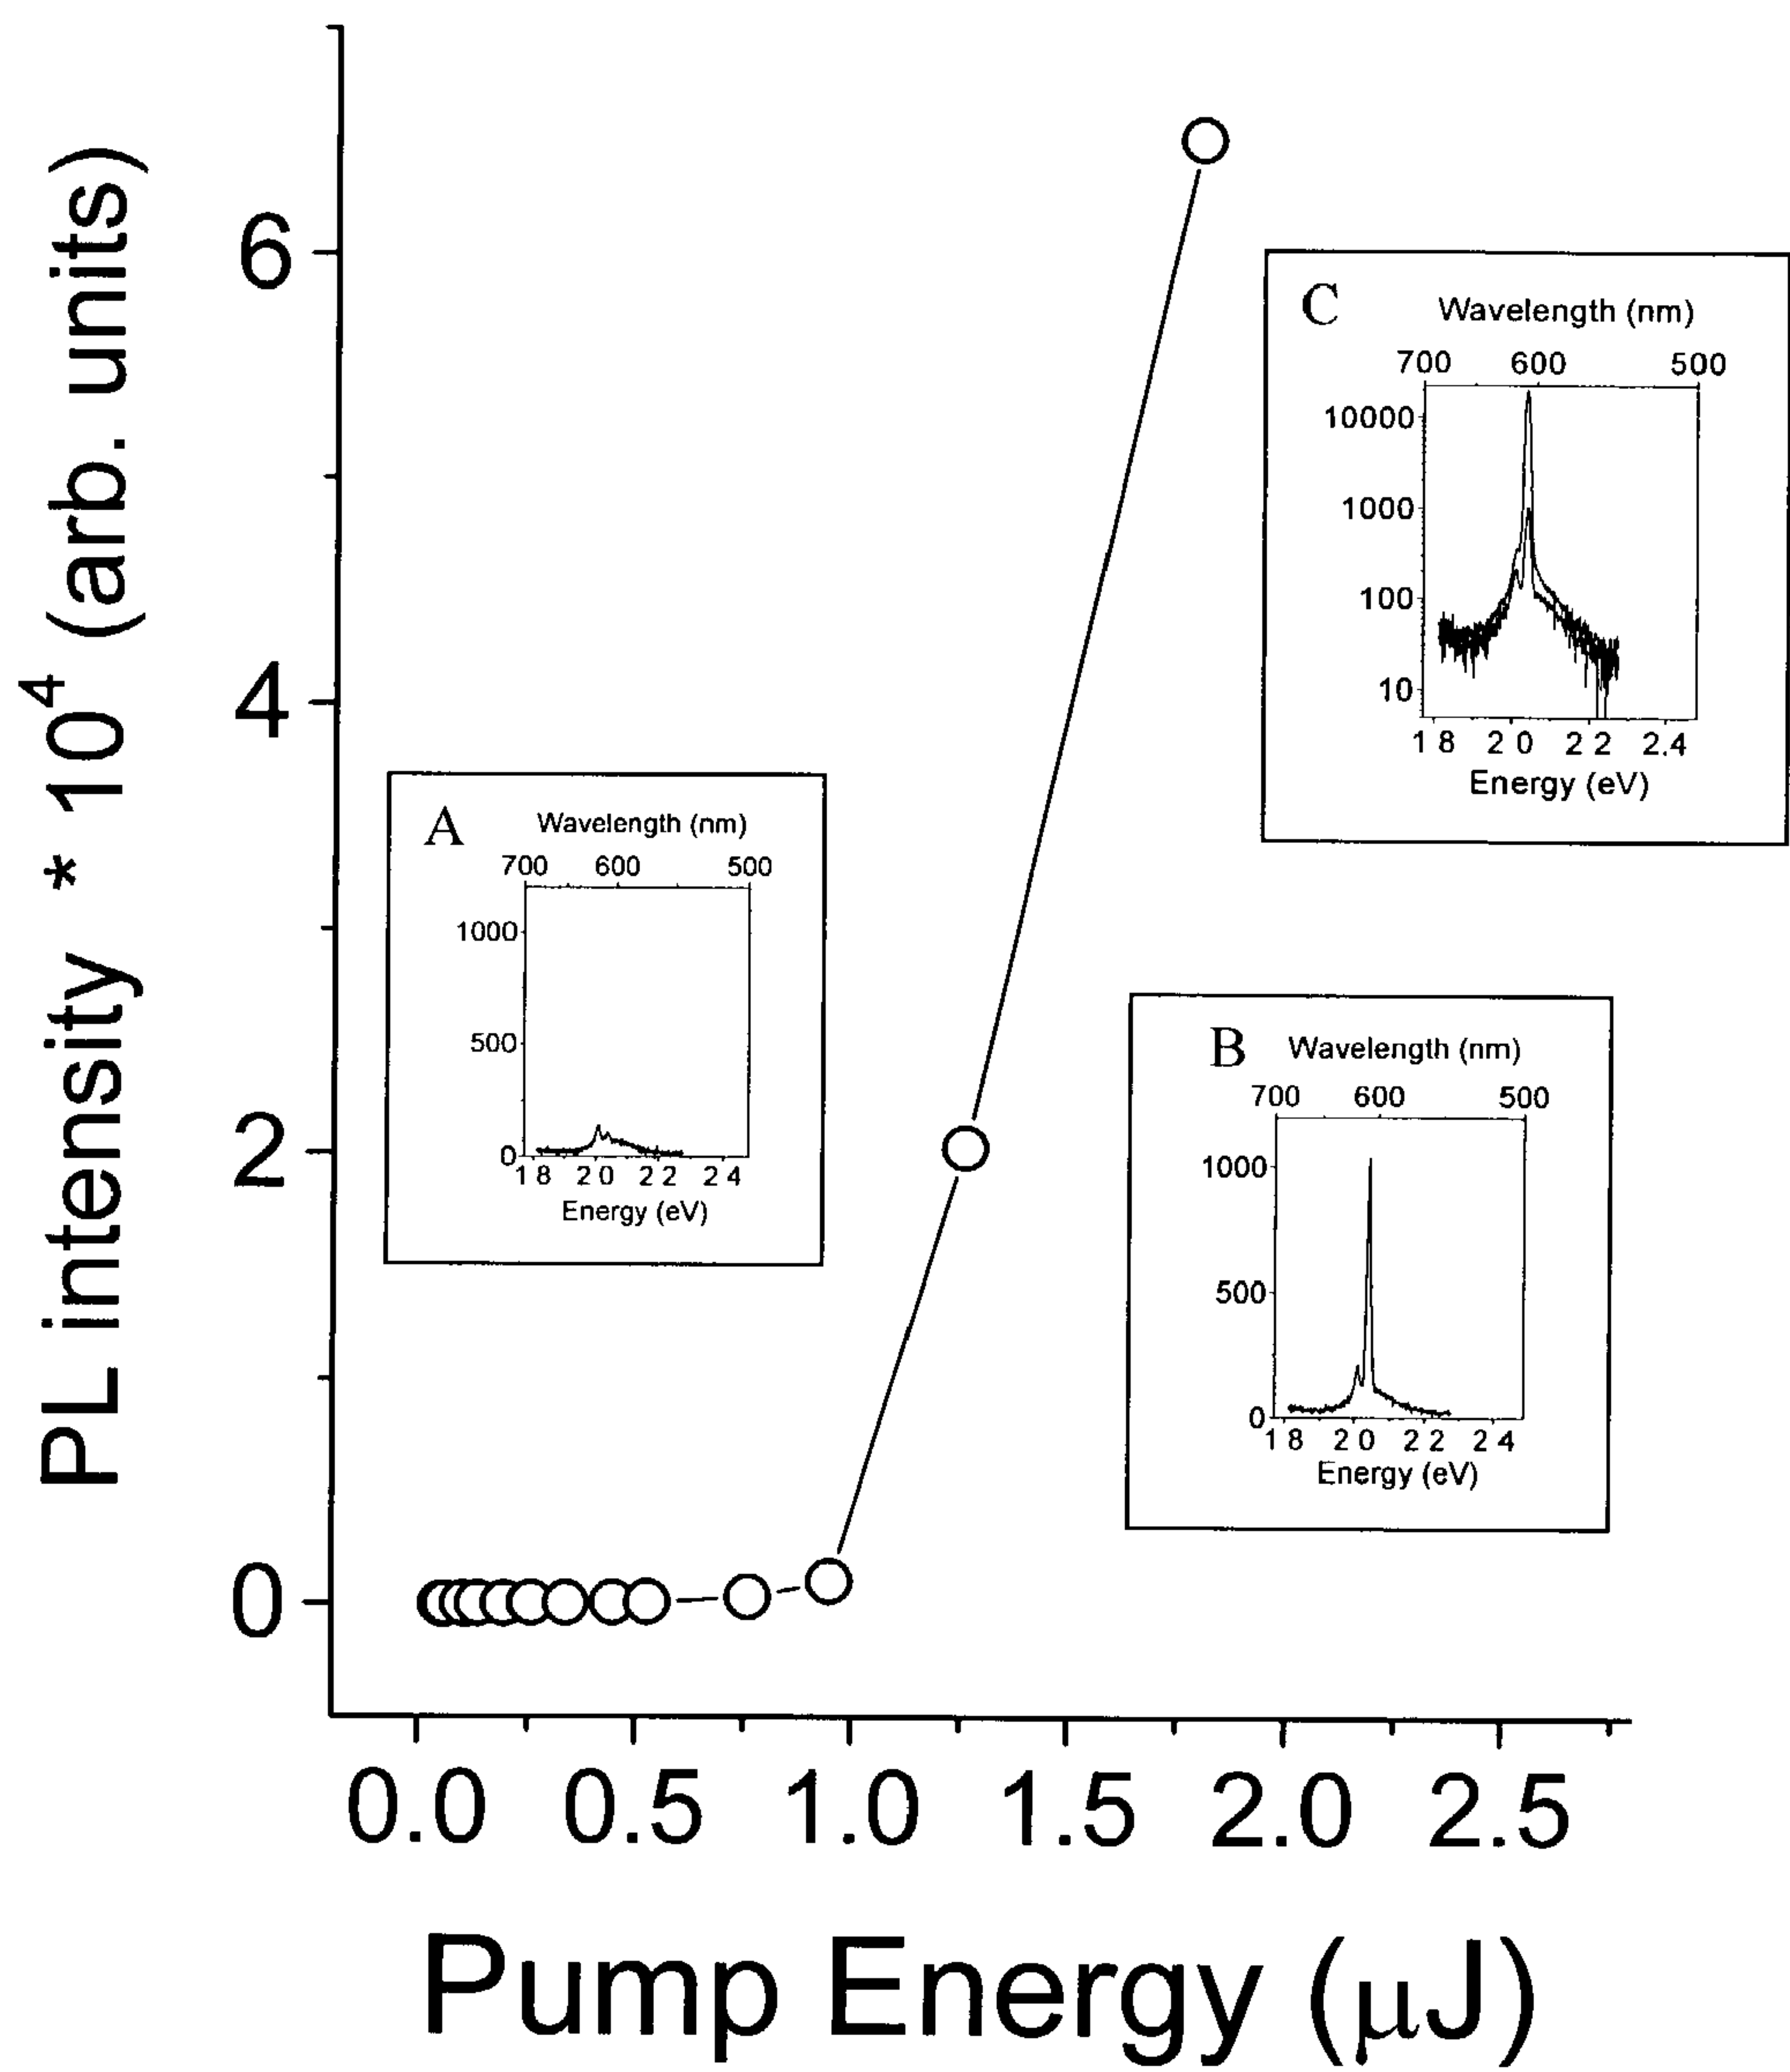 PL intensity * 10⁴ (arb. units)
6
4
2
0
A
Wavelength (nm)
700 600 500
1000
500
0
1 8 2 0 2 2 2 4
Energy (eV)
C
Wavelength (nm)
700 600 500
10000
1000
100
10
1 8 2 0 2 2 2.4
Energy (eV)
B
Wavelength (nm)
700 600 500
1000
500
0
1 8 2 0 2 2 2 4
Energy (eV)
0.0 0.5 1.0 1.5 2.0 2.5
Pump Energy (μJ)